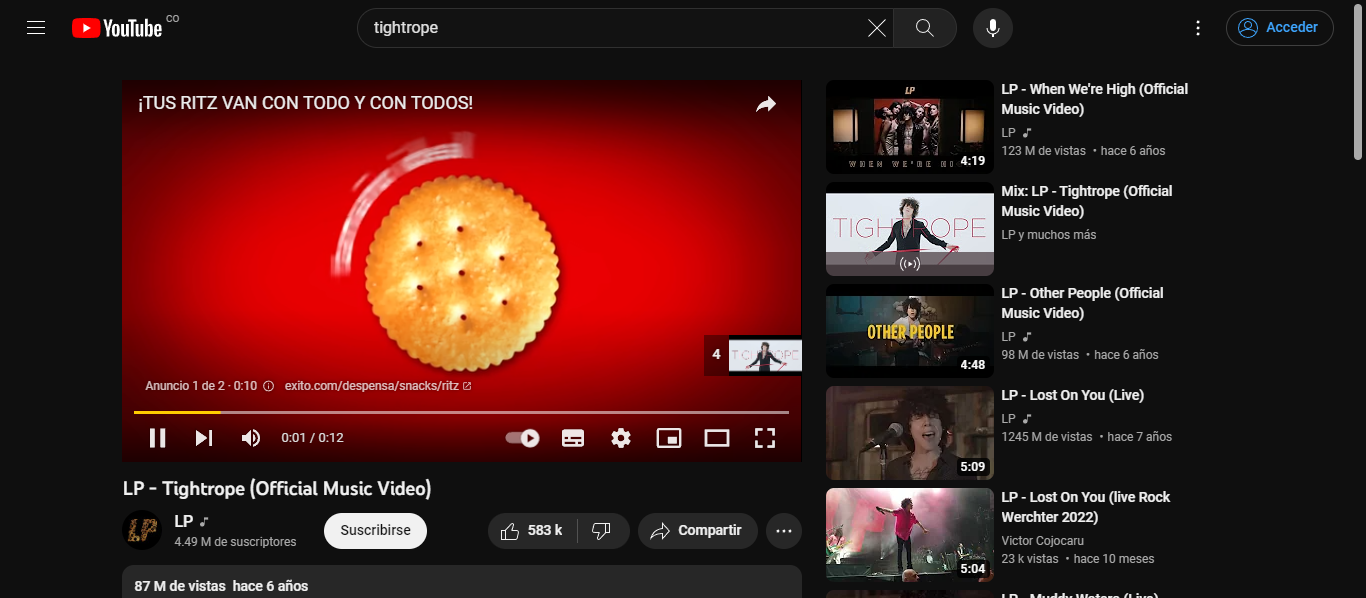 YouTube CO
tightrope
Acceder
¡TUS RITZ VAN CON TODO Y CON TODOS!
4
TIGHTROPE
Anuncio 1 de 2 · 0:10
exito.com/despensa/snacks/ritz
0:01 / 0:12
LP - Tightrope (Official Music Video)
LP
4.49 M de suscriptores
Suscribirse
583 k
Compartir
87 M de vistas hace 6 años
LP
4:19
LP - When We're High (Official
Music Video)
LP
123 M de vistas • hace 6 años
TIGHTROPE
Mix: LP - Tightrope (Official
Music Video)
LP y muchos más
OTHER PEOPLE
4:48
LP - Other People (Official
Music Video)
LP
98 M de vistas • hace 6 años
5:09
LP - Lost On You (Live)
LP
1245 M de vistas • hace 7 años
5:04
LP - Lost On You (live Rock
Werchter 2022)
Victor Cojocaru
23 k vistas • hace 10 meses
LP - Muddy Waters (Live)